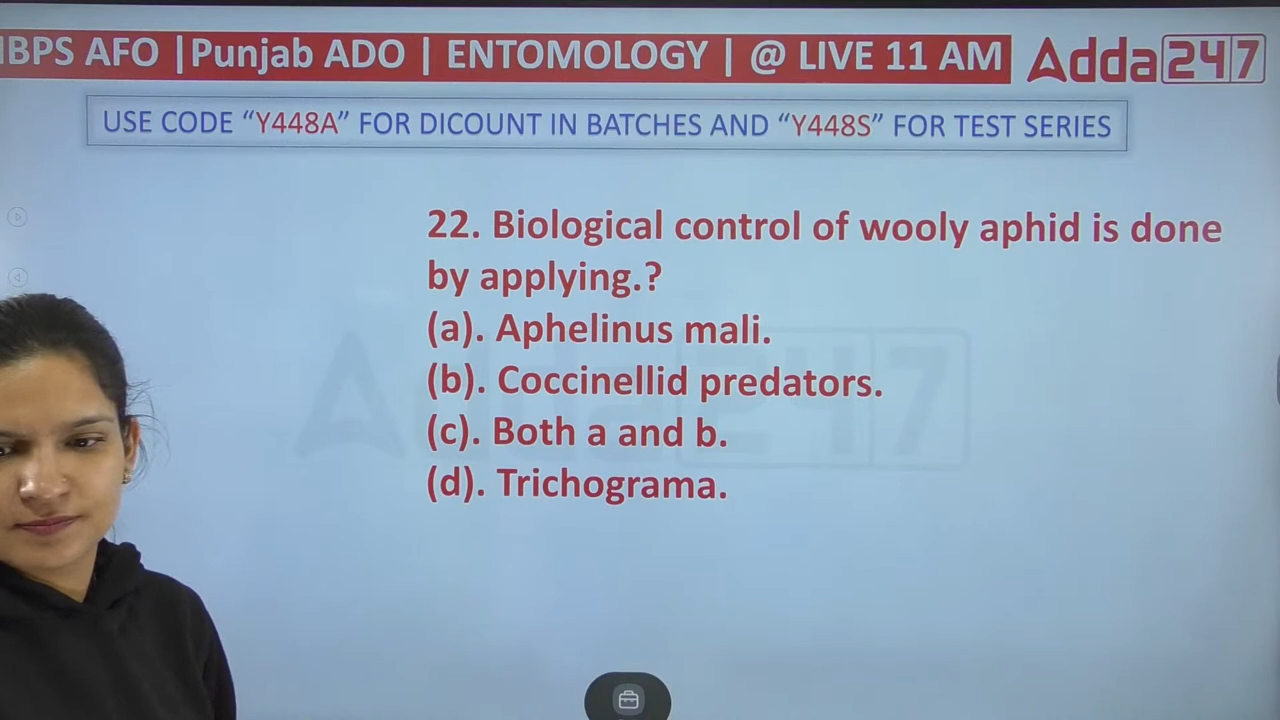 IBPS AFO |Punjab ADO | ENTOMOLOGY | @ LIVE 11 AM Adda247
USE CODE “Y448A” FOR DICOUNT IN BATCHES AND “Y448S” FOR TEST SERIES
22. Biological control of wooly aphid is done
by applying.?
(a). Aphelinus mali.
(b). Coccinellid predators.
(c). Both a and b.
(d). Trichograma.
Adda247